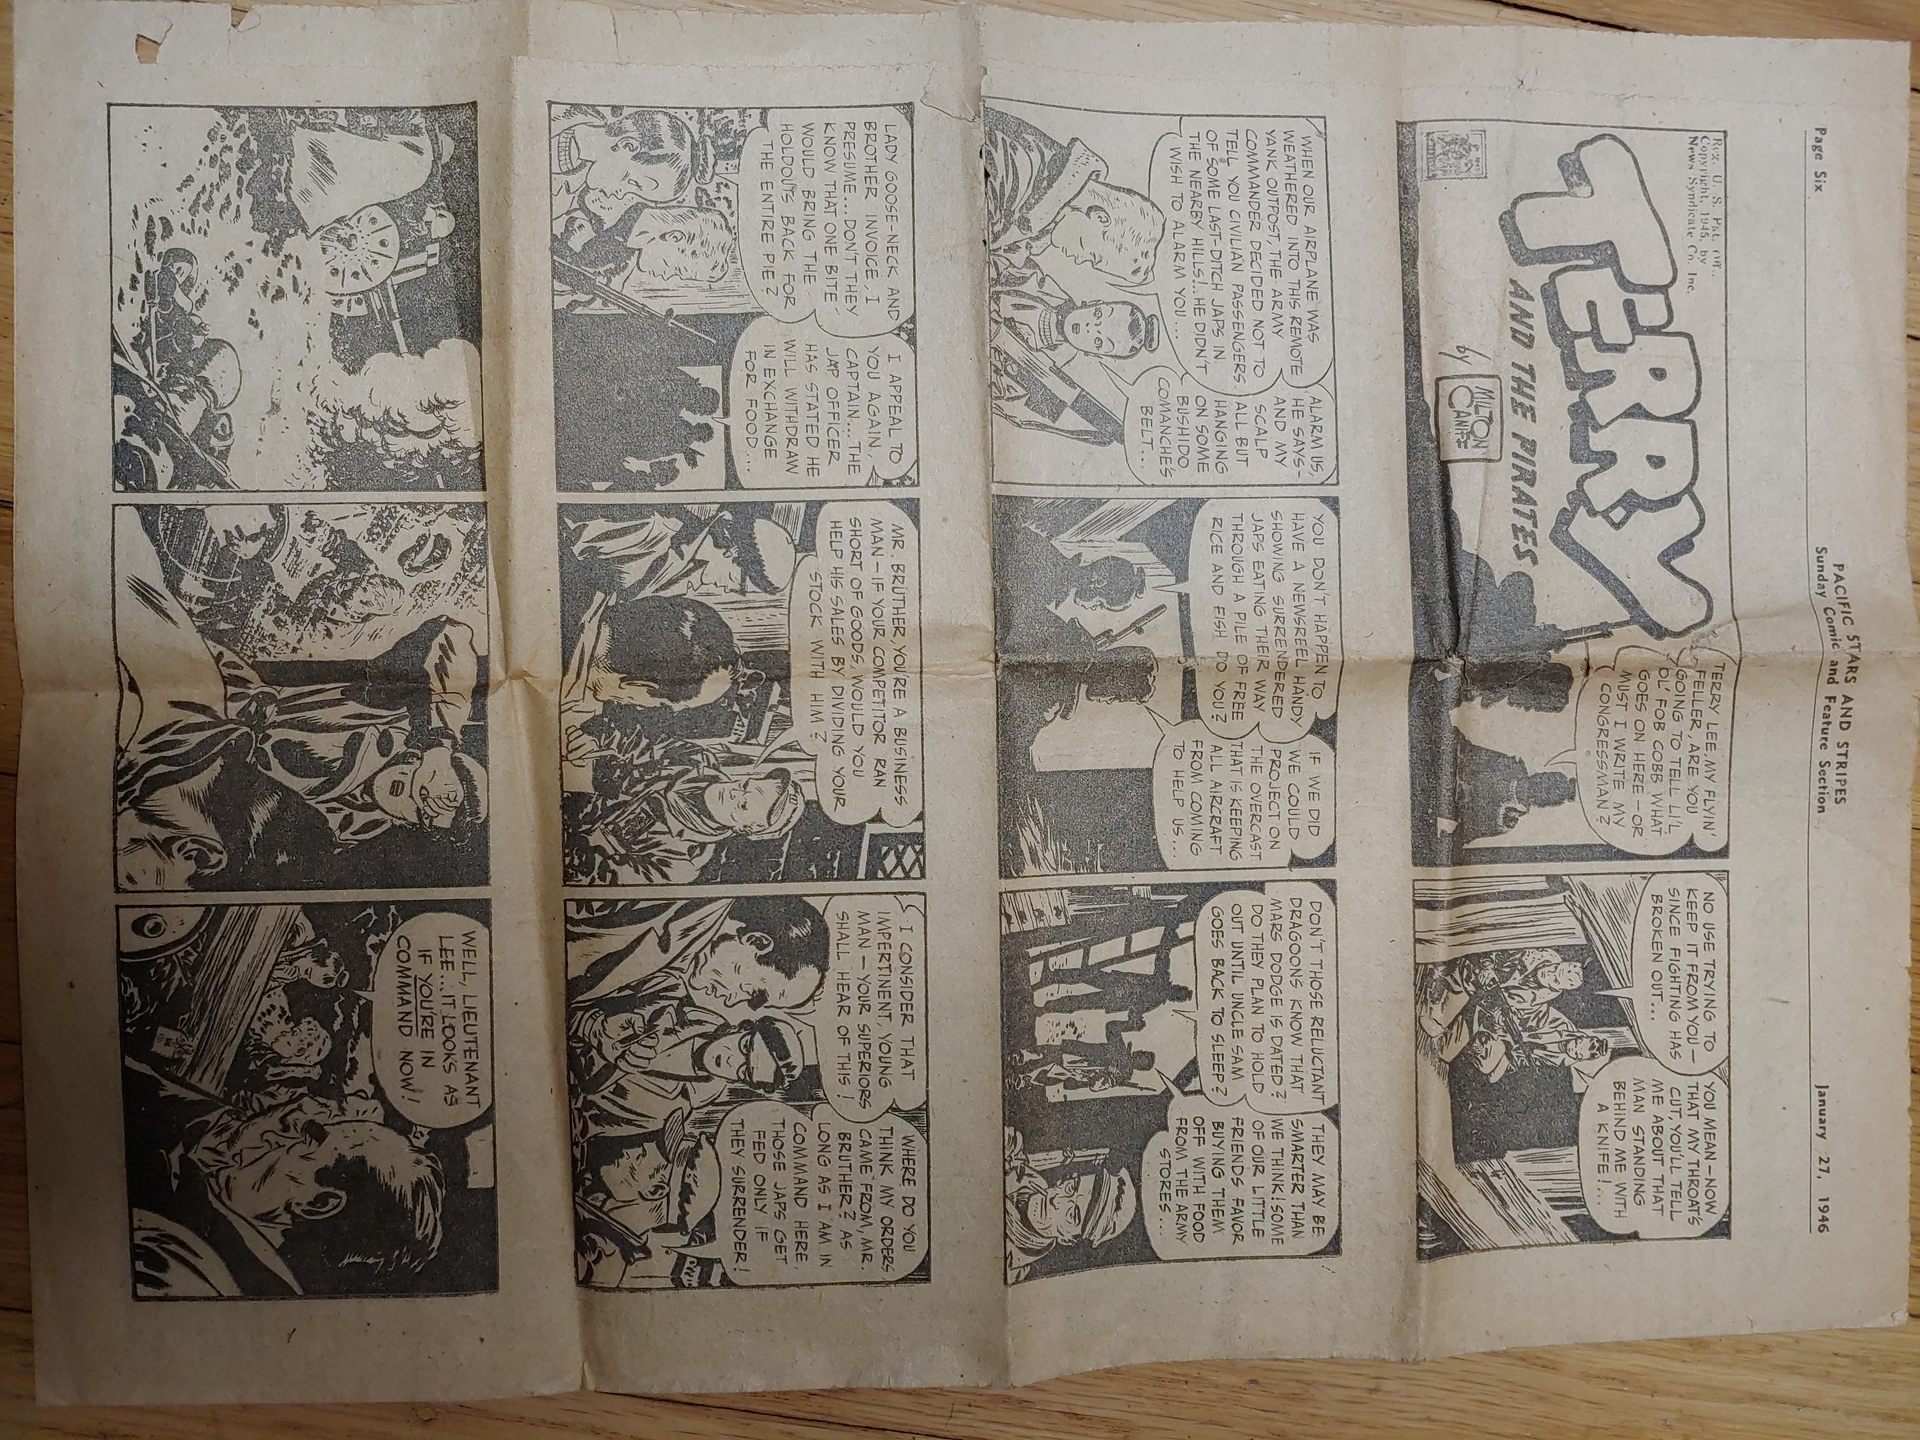 Page Six
PACIFIC STARS AND STRIPES
Sunday Comic and Feature Section
January 27, 1946
Reg. U. S. Pat. Off.,
Copyright, 1945, by
News Syndicate Co. Inc.
TERRY
AND THE PIRATES
by
MILTON
CANIFF
TERRY LEE, MY FLYIN'
FELLER, ARE YOU
GOING TO TELL LI'L
OL' FOB COBB WHAT
GOES ON HERE – OR
MUST I WRITE MY
CONGRESSMAN?
NO USE TRYING TO
KEEP IT FROM YOU –
SINCE FIGHTING HAS
BROKEN OUT...
YOU MEAN – NOW
THAT MY THROAT'S
CUT, YOU'LL TELL
ME ABOUT THAT
MAN STANDING
BEHIND ME WITH
A KNIFE!...
WHEN OUR AIRPLANE WAS
WEATHERED INTO THIS REMOTE
YANK OUTPOST, THE ARMY
COMMANDER DECIDED NOT TO
TELL YOU CIVILIAN PASSENGERS
OF SOME LAST-DITCH JAPS IN
THE NEARBY HILLS!... HE DIDN'T
WISH TO ALARM YOU...
ALARM US,
HE SAYS –
AND MY
SCALP
ALL BUT
HANGING
ON SOME
BUSHIDO
COMANCHE'S
BELT...
YOU DON'T HAPPEN TO
HAVE A NEWSREEL HANDY
SHOWING SURRENDERED
JAPS EATING THEIR WAY
THROUGH A PILE OF FREE
RICE AND FISH DO YOU?
IF WE DID
WE COULD
PROJECT ON
THE OVERCAST
THAT IS KEEPING
ALL AIRCRAFT
FROM COMING
TO HELP US...
DON'T THOSE RELUCTANT
DRAGOONS KNOW THAT
MARS DODGE IS DATED?
DO THEY PLAN TO HOLD
OUT UNTIL UNCLE SAM
GOES BACK TO SLEEP?
THEY MAY BE
SMARTER THAN
WE THINK! SOME
OF OUR LITTLE
FRIENDS FAVOR
BUYING THEM
OFF WITH FOOD
FROM THE ARMY
STORES...
LADY GOOSE-NECK AND
BROTHER INVOICE, I
PRESUME... DON'T THEY
KNOW THAT ONE BITE
WOULD BRING THE
HOLDOUTS BACK FOR
THE ENTIRE PIE?
I APPEAL TO
YOU AGAIN,
CAPTAIN... THE
JAP OFFICER
HAS STATED HE
WILL WITHDRAW
IN EXCHANGE
FOR FOOD...
MR. BRUTHER, YOU'RE A BUSINESS
MAN – IF YOUR COMPETITOR RAN
SHORT OF GOODS, WOULD YOU
HELP HIS SALES BY DIVIDING YOUR
STOCK WITH HIM?
I CONSIDER THAT
IMPERTINENT, YOUNG
MAN – YOUR SUPERIORS
SHALL HEAR OF THIS!
WHERE DO YOU
THINK MY ORDERS
CAME FROM, MR.
BRUTHER? AS
LONG AS I AM IN
COMMAND HERE,
THOSE JAPS GET
FED ONLY IF
THEY SURRENDER!
WELL, LIEUTENANT
LEE... IT LOOKS AS
IF YOU'RE IN
COMMAND NOW!